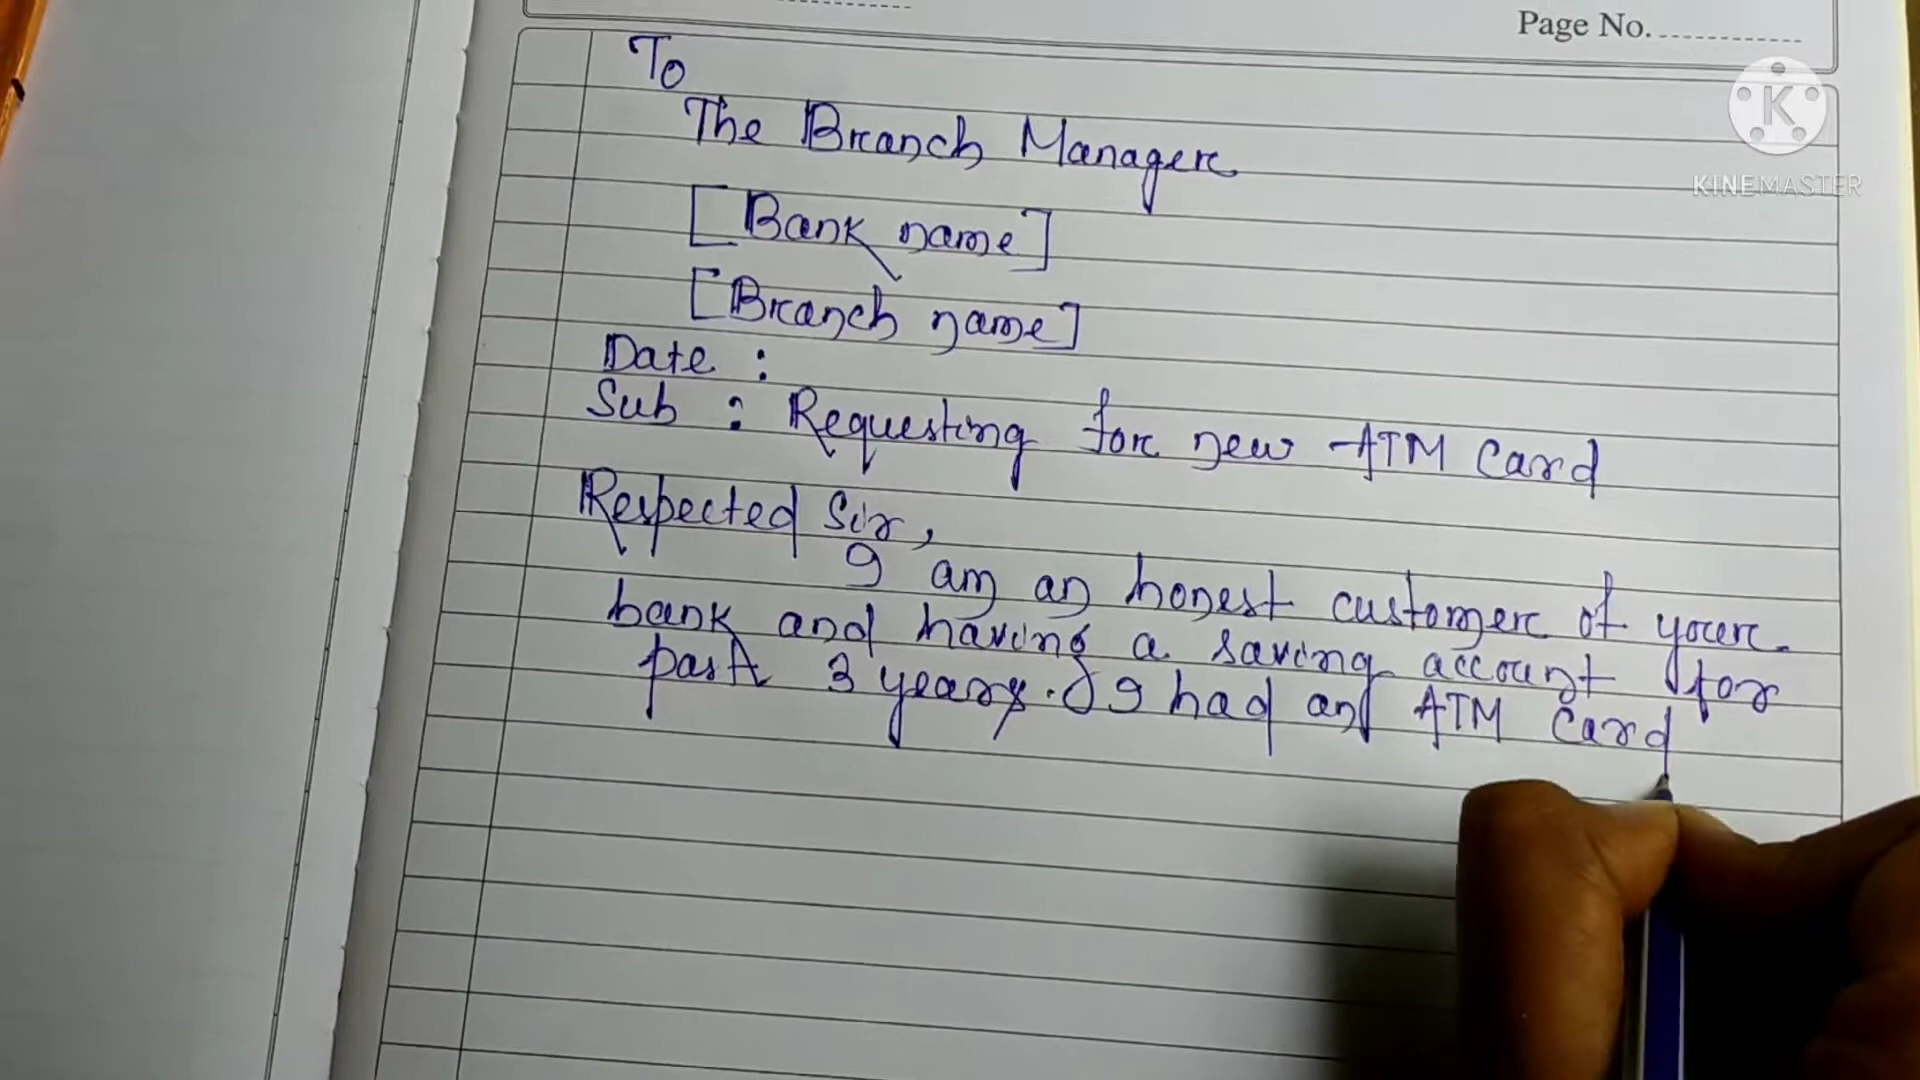 Page No. ............
To
The Branch Manager
[Bank name]
[Branch name]
Date :
Sub : Requesting for new ATM Card
Respected Sir,
I am an honest customer of your
bank and having a saving account for
past 3 years. I had an ATM Card
KINEMASTER